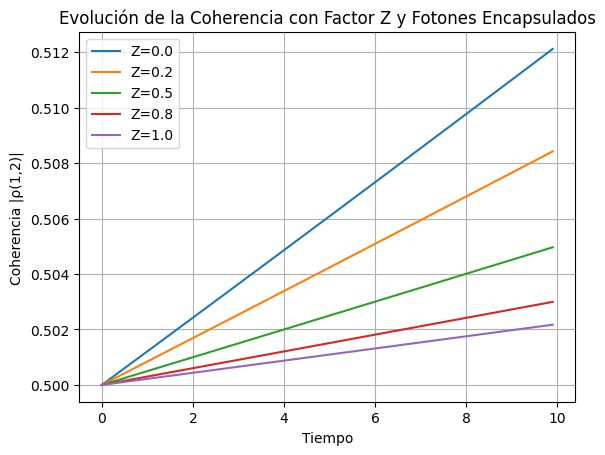 Evolución de la Coherencia con Factor Z y Fotones Encapsulados
0.512
0.510
0.508
0.506
0.504
0.502
0.500
Coherencia |ρ(1,2)|
Z=0.0
Z=0.2
Z=0.5
Z=0.8
Z=1.0
0 2 4 6 8 10
Tiempo